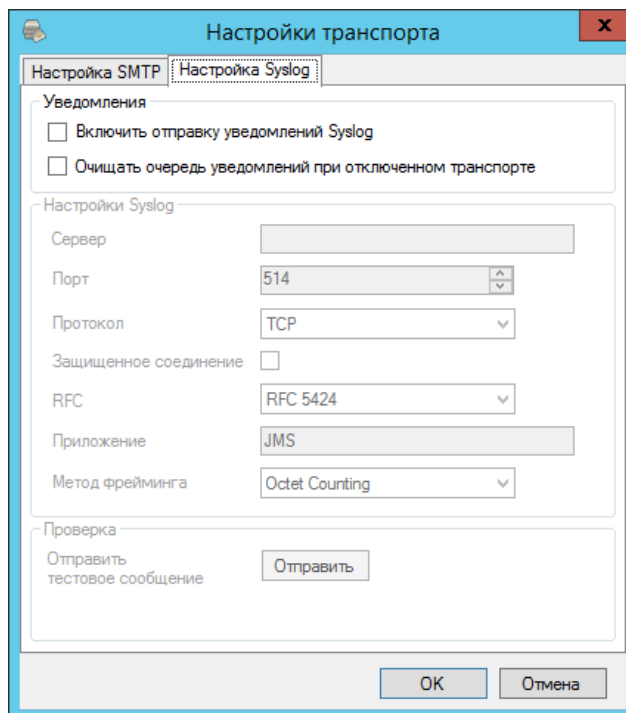 Настройки транспорта
x
Настройка SMTP
Настройка Syslog
Уведомления
Включить отправку уведомлений Syslog
Очищать очередь уведомлений при отключенном транспорте
Настройки Syslog
Сервер
Порт
514
Протокол
TCP
Защищенное соединение
RFC
RFC 5424
Приложение
JMS
Метод фрейминга
Octet Counting
Проверка
Отправить
тестовое сообщение
Отправить
OK
Отмена